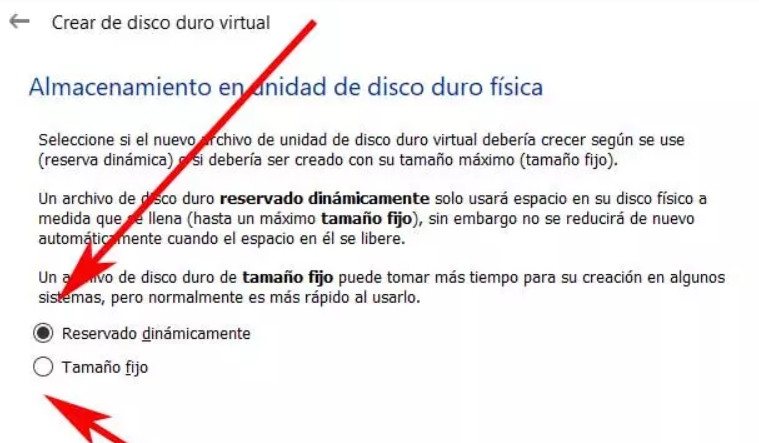 Crear de disco duro virtual
Almacenamiento en unidad de disco duro física
Seleccione si el nuevo archivo de unidad de disco duro virtual debería crecer según se use
(reserva dinámica) o si debería ser creado con su tamaño máximo (tamaño fijo).
Un archivo de disco duro reservado dinámicamente solo usará espacio en su disco físico a
medida que se llena (hasta un máximo tamaño fijo), sin embargo no se reducirá de nuevo
automáticamente cuando el espacio en él se libere.
Un archivo de disco duro de tamaño fijo puede tomar más tiempo para su creación en algunos
sistemas, pero normalmente es más rápido al usarlo.
Reservado dinámicamente
Tamaño fijo